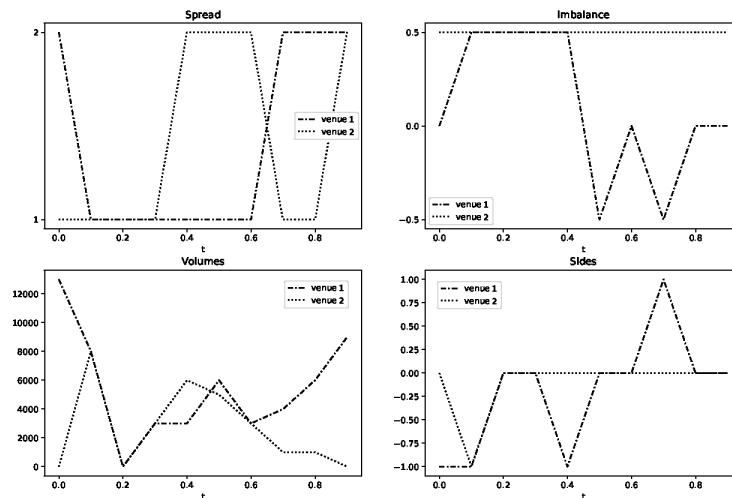 Spread
2
1
venue 1
venue 2
0.0 0.2 0.4 0.6 0.8
t
Imbalance
0.5
0.0
−0.5
venue 1
venue 2
0.0 0.2 0.4 0.6 0.8
t
Volumes
12000
10000
8000
6000
4000
2000
0
venue 1
venue 2
0.0 0.2 0.4 0.6 0.8
t
Sides
1.00
0.75
0.50
0.25
0.00
−0.25
−0.50
−0.75
−1.00
venue 1
venue 2
0.0 0.2 0.4 0.6 0.8
t